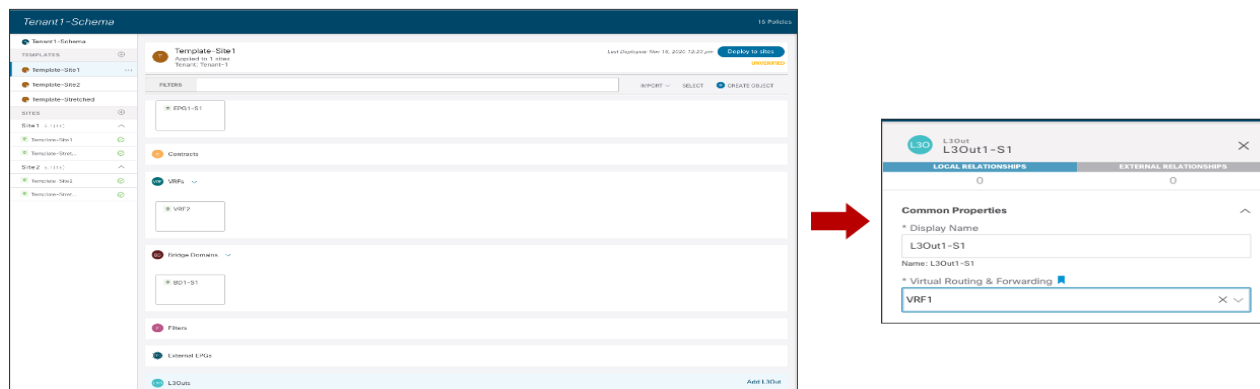 Tenant1-Schema
15 Policies
Tenant1-Schema
TEMPLATES
Template-Site1
Template-Site2
Template-Stretched
SITES
Site1
Template-Site1
Template-Stret...
Site2
Template-Site2
Template-Stret...
Template-Site1
Applied to 1 sites
Tenant: Tenant-1
Last Deployed: Nov 16, 2020 12:23 pm
Deploy to sites
UNVERIFIED
FILTERS
IMPORT
SELECT
CREATE OBJECT
EPG1-S1
Contracts
VRFs
VRF2
Bridge Domains
BD1-S1
Filters
External EPGs
L3Outs
Add L3Out
L3O
L3Out
L3Out1-S1
LOCAL RELATIONSHIPS
EXTERNAL RELATIONSHIPS
0
0
Common Properties
* Display Name
L3Out1-S1
Name: L3Out1-S1
* Virtual Routing & Forwarding
VRF1